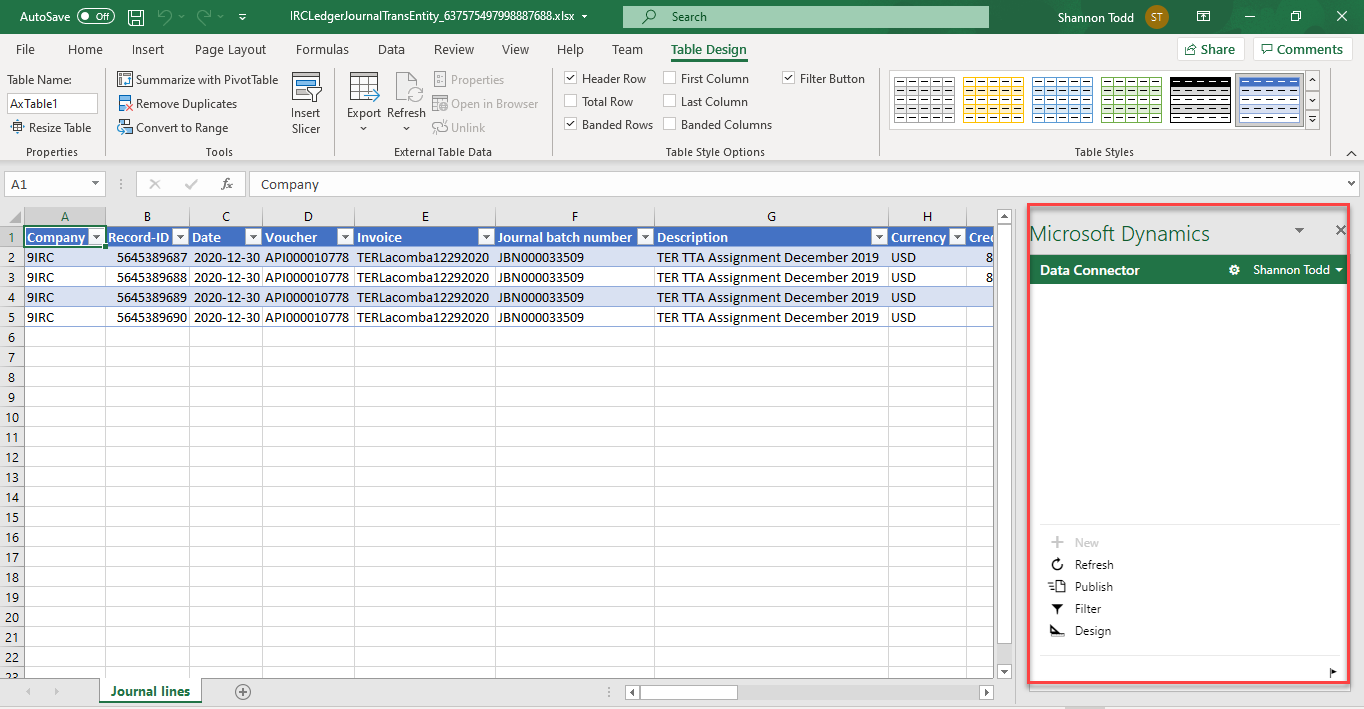 AutoSave Off IRCLedgerJournalTransEntity_637575497998887688.xlsx Search Shannon Todd ST
File Home Insert Page Layout Formulas Data Review View Help Team Table Design Share Comments
Table Name:
AxTable1
Resize Table
Properties
Summarize with PivotTable
Remove Duplicates
Convert to Range
Insert
Slicer
Tools
Export Refresh
Properties
Open in Browser
Unlink
External Table Data
Header Row First Column Filter Button
Total Row Last Column
Banded Rows Banded Columns
Table Style Options
Table Styles
A1 fx Company
A B C D E F G H
1 Company Record-ID Date Voucher Invoice Journal batch number Description Currency Cred
2 9IRC 5645389687 2020-12-30 API000010778 TERLacomba12292020 JBN000033509 TER TTA Assignment December 2019 USD 8
3 9IRC 5645389688 2020-12-30 API000010778 TERLacomba12292020 JBN000033509 TER TTA Assignment December 2019 USD 8
4 9IRC 5645389689 2020-12-30 API000010778 TERLacomba12292020 JBN000033509 TER TTA Assignment December 2019 USD
5 9IRC 5645389690 2020-12-30 API000010778 TERLacomba12292020 JBN000033509 TER TTA Assignment December 2019 USD
6
7
8
9
10
11
12
13
14
15
16
17
18
19
20
21
22
23
Journal lines
Microsoft Dynamics
Data Connector Shannon Todd
New
Refresh
Publish
Filter
Design